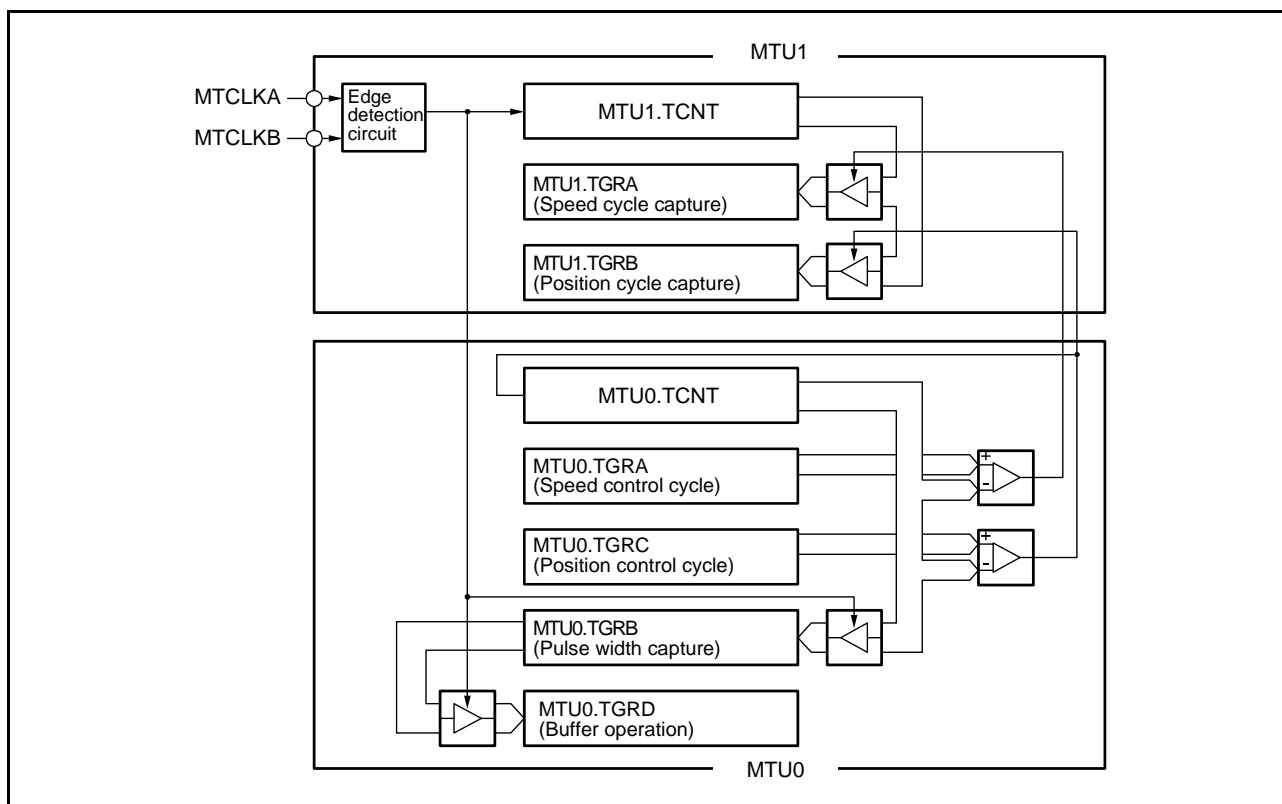 MTU1
MTCLKA
MTCLKB
Edge
detection
circuit
MTU1.TCNT
MTU1.TGRA
(Speed cycle capture)
MTU1.TGRB
(Position cycle capture)
MTU0.TCNT
MTU0.TGRA
(Speed control cycle)
+
-
MTU0.TGRC
(Position control cycle)
+
-
MTU0.TGRB
(Pulse width capture)
MTU0.TGRD
(Buffer operation)
MTU0